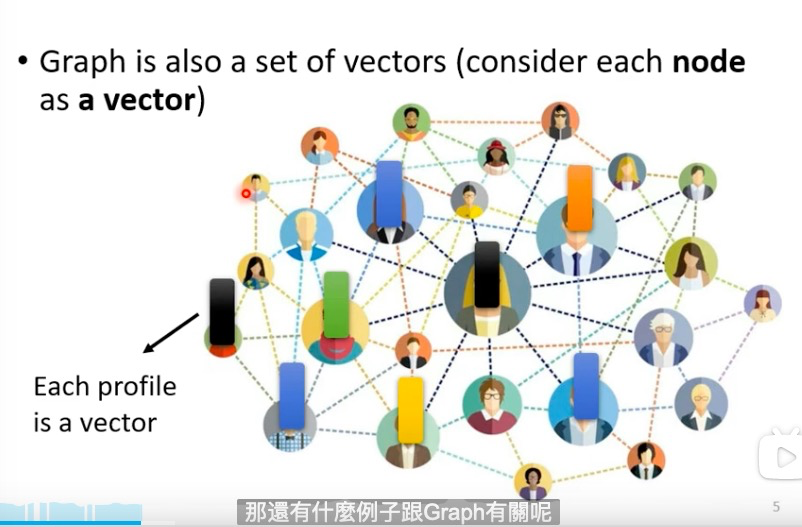 • Graph is also a set of vectors (consider each node
as a vector)
Each profile
is a vector
那還有什麼例子跟Graph有關呢
5